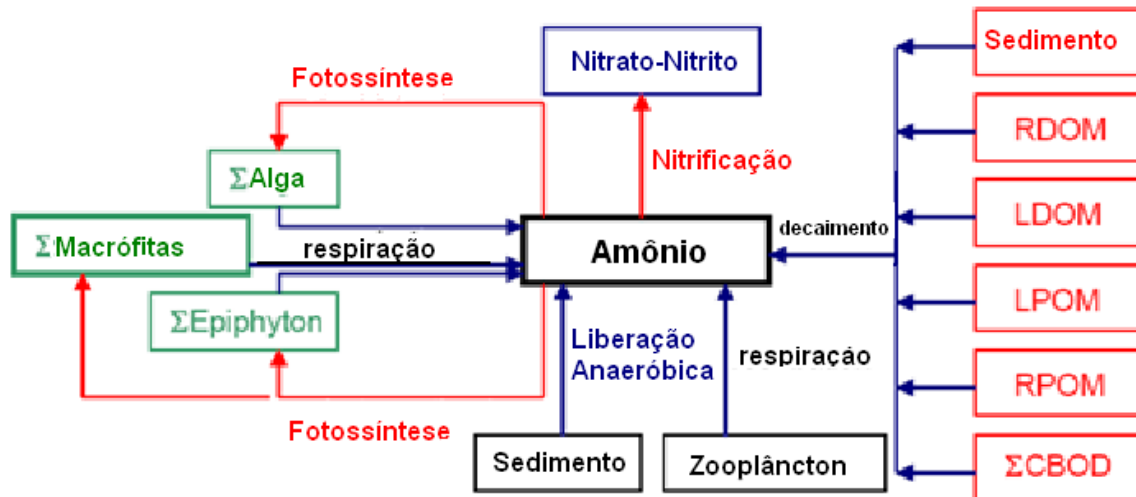 Sedimento
Nitrato-Nitrito
Fotossíntese
RDOM
Nitrificação
ΣAlga
LDOM
decaimento
ΣMacrófitas
respiração
Amônio
ΣEpiphyton
LPOM
Liberação
Anaeróbica
respiração
RPOM
Fotossíntese
Sedimento
Zooplâncton
ΣCBOD